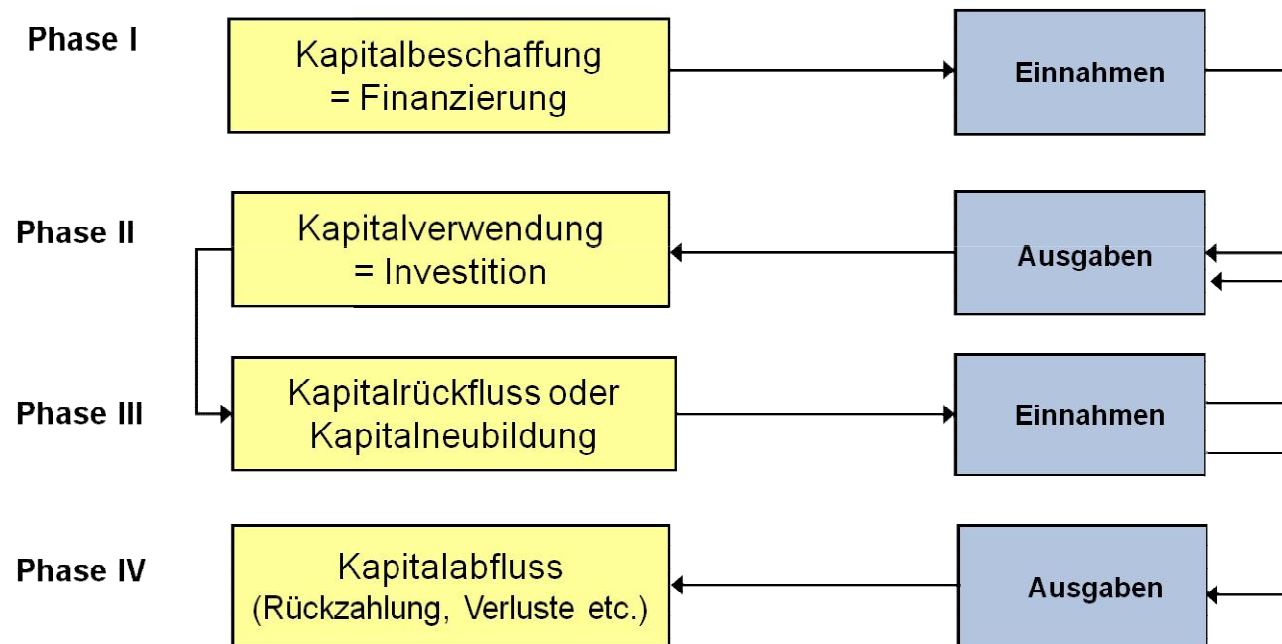 Phase I
Kapitalbeschaffung
= Finanzierung
Einnahmen
Phase II
Kapitalverwendung
= Investition
Ausgaben
Phase III
Kapitalrückfluss oder
Kapitalneubildung
Einnahmen
Phase IV
Kapitalabfluss
(Rückzahlung, Verluste etc.)
Ausgaben